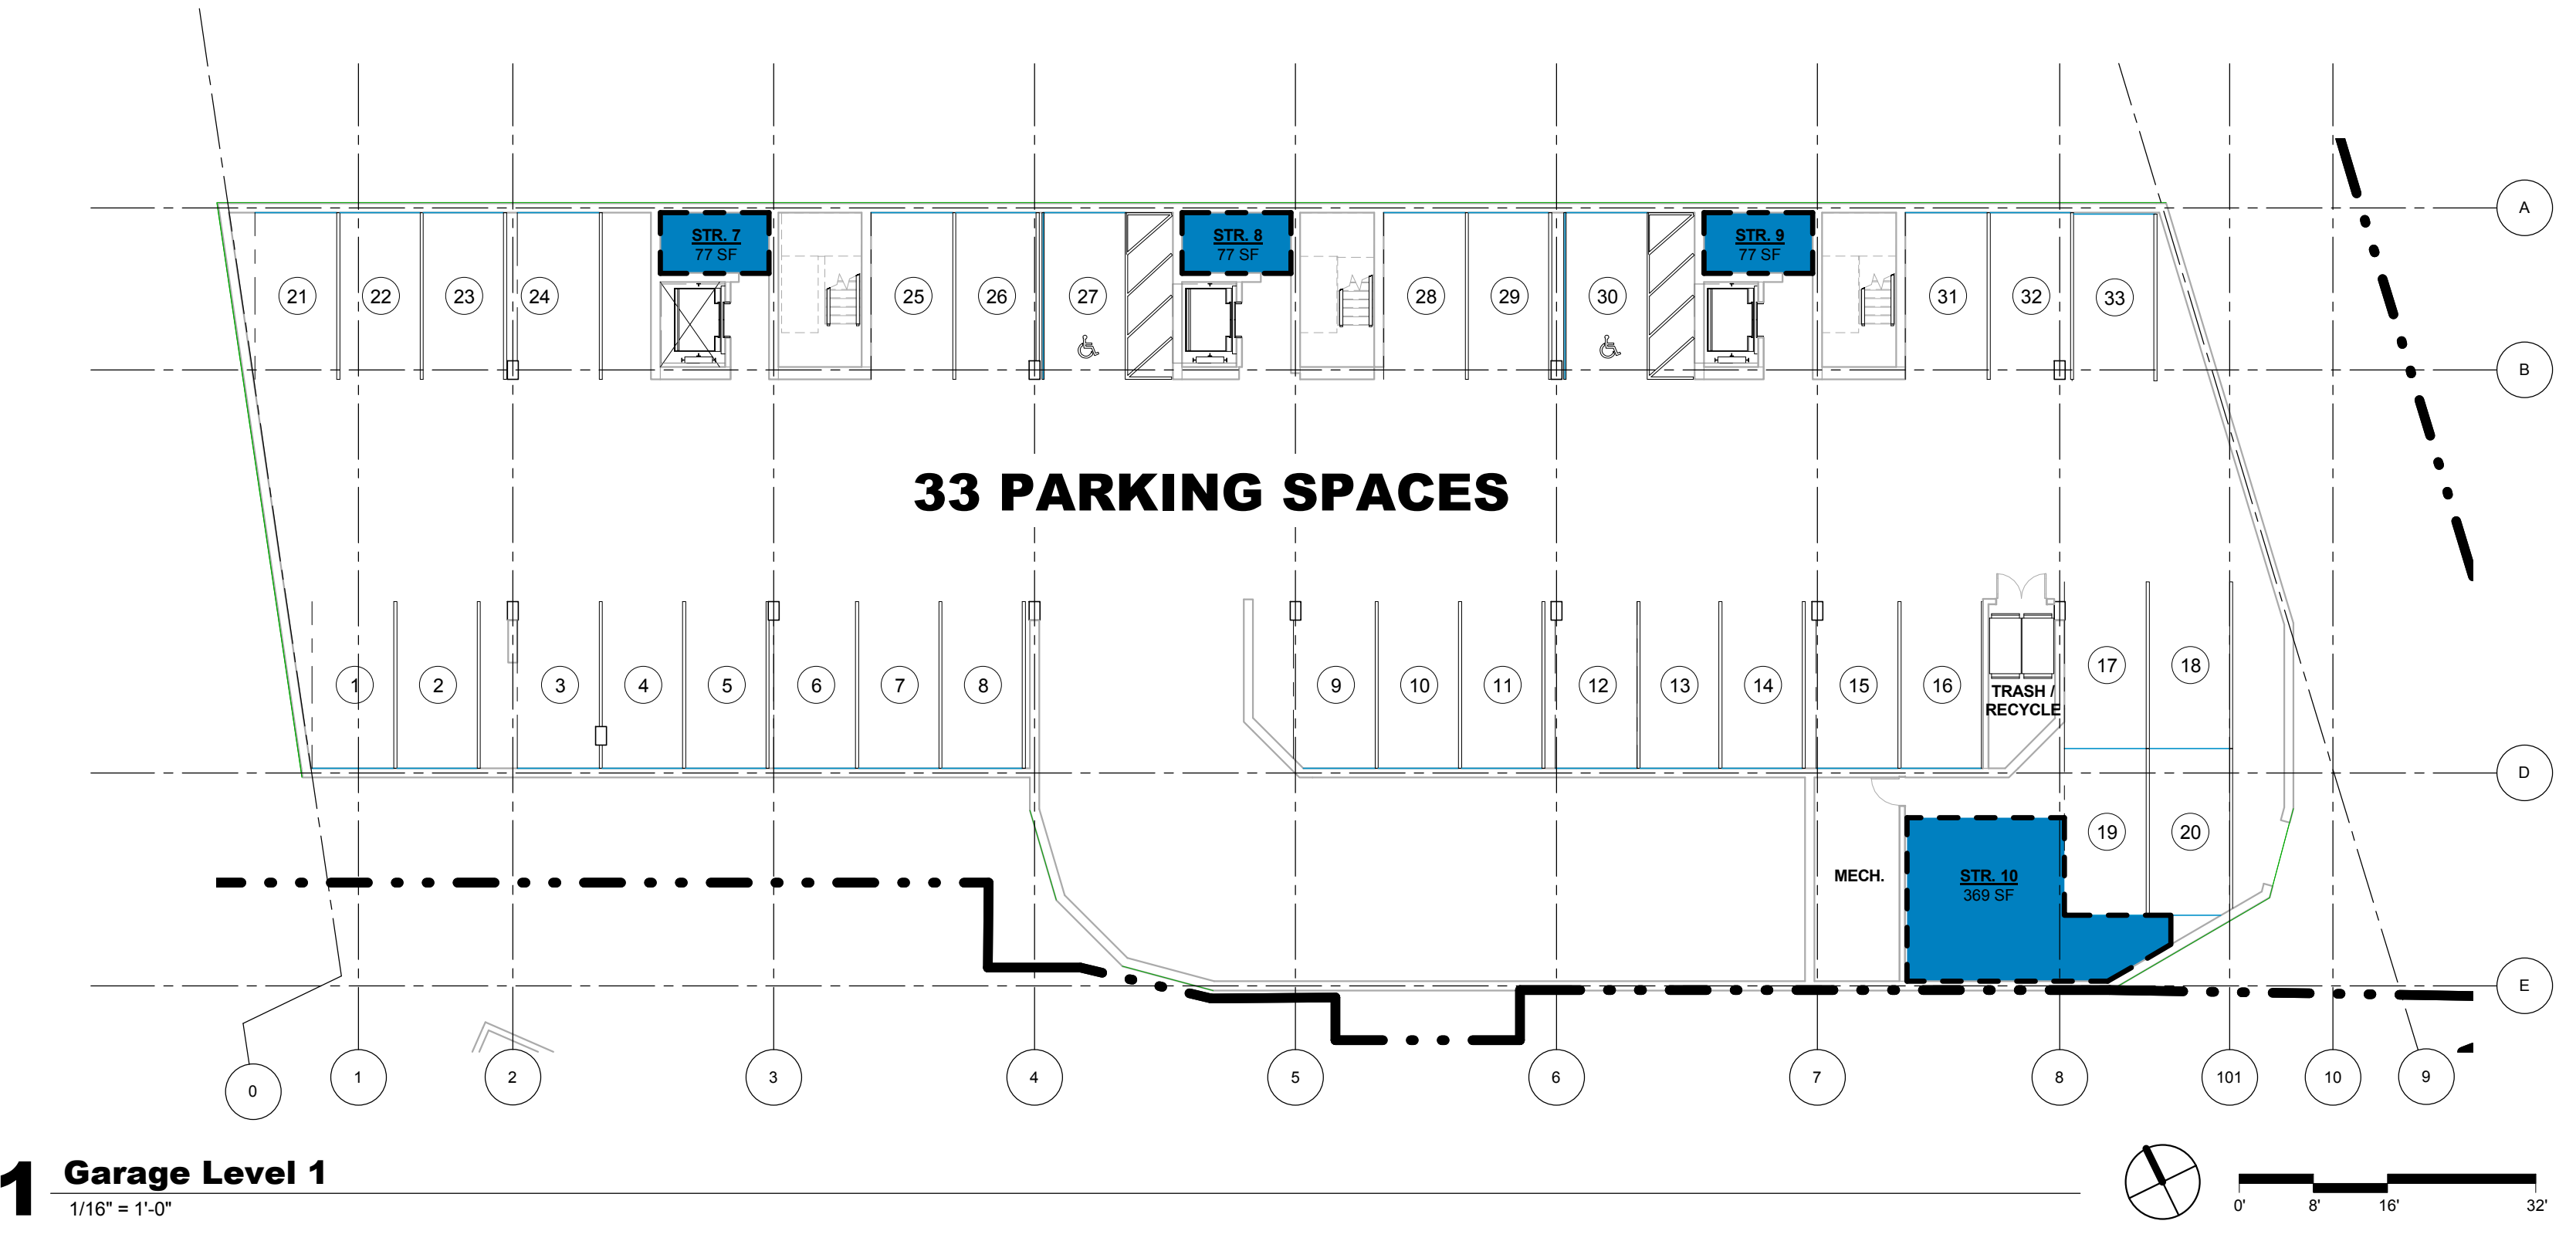 A
STR. 7
77 SF
STR. 8
77 SF
STR. 9
77 SF
21
22
23
24
25
26
27
28
29
30
31
32
33
B
33 PARKING SPACES
1
2
3
4
5
6
7
8
9
10
11
12
13
14
15
16
17
18
TRASH /
RECYCLE
D
19
20
MECH.
STR. 10
369 SF
E
0
1
2
3
4
5
6
7
8
101
10
9
1 Garage Level 1
1/16" = 1'-0"
0'
8'
16'
32'